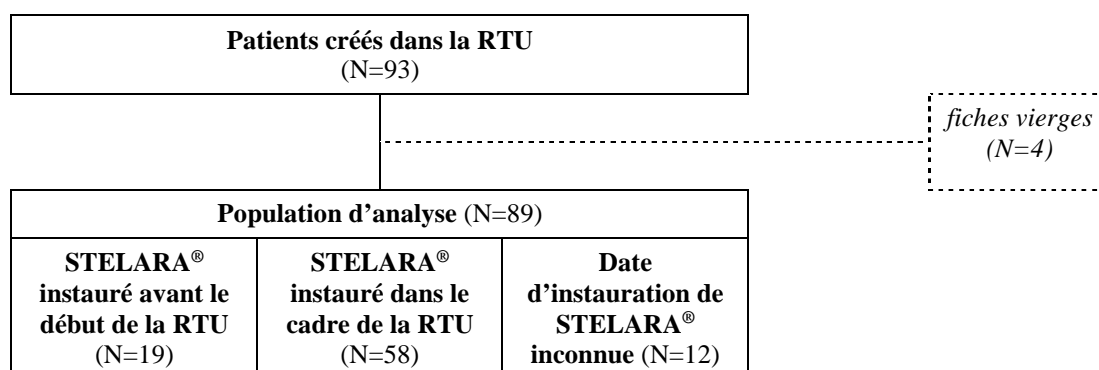 Patients créés dans la RTU
(N=93)
fiches vierges
(N=4)
Population d'analyse (N=89)
STELARA®
instauré avant le
début de la RTU
(N=19)
STELARA®
instauré dans le
cadre de la RTU
(N=58)
Date
d'instauration de
STELARA®
inconnue (N=12)